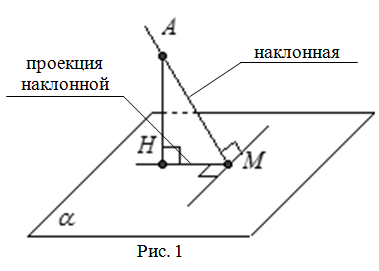 A
наклонная
проекция
наклонной
H
M
α
Рис. 1